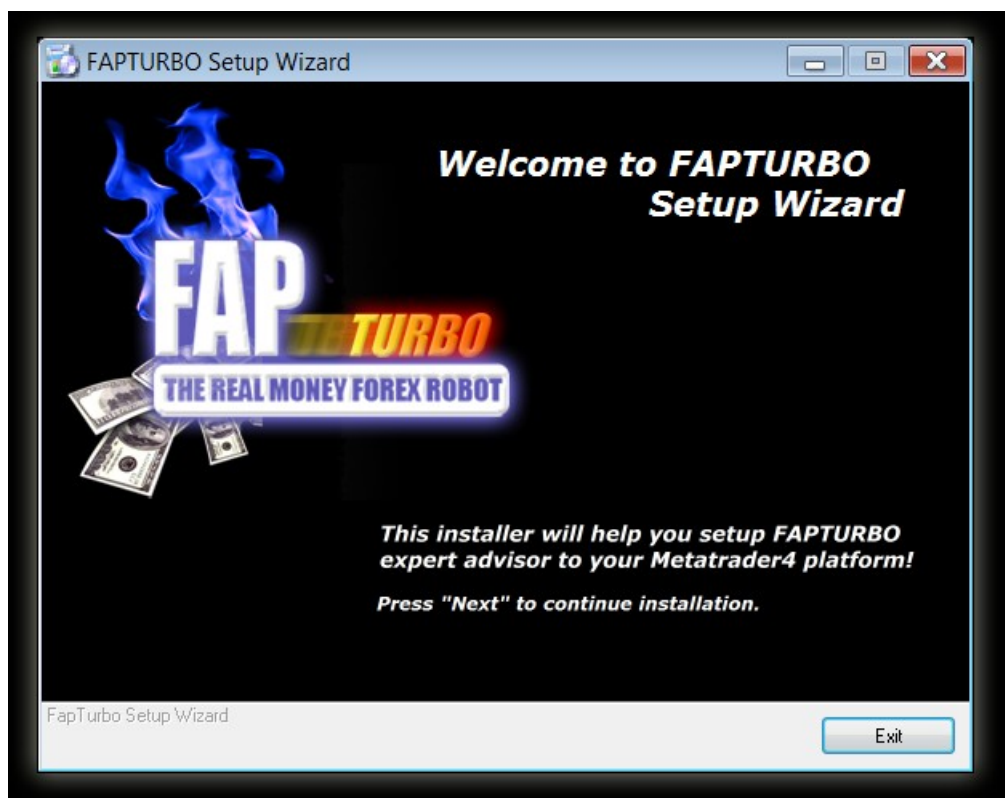 FAPTURBO Setup Wizard
Welcome to FAPTURBO
Setup Wizard
FAP
TURBO
THE REAL MONEY FOREX ROBOT
This installer will help you setup FAPTURBO
expert advisor to your Metatrader4 platform!
Press "Next" to continue installation.
FapTurbo Setup Wizard
Exit